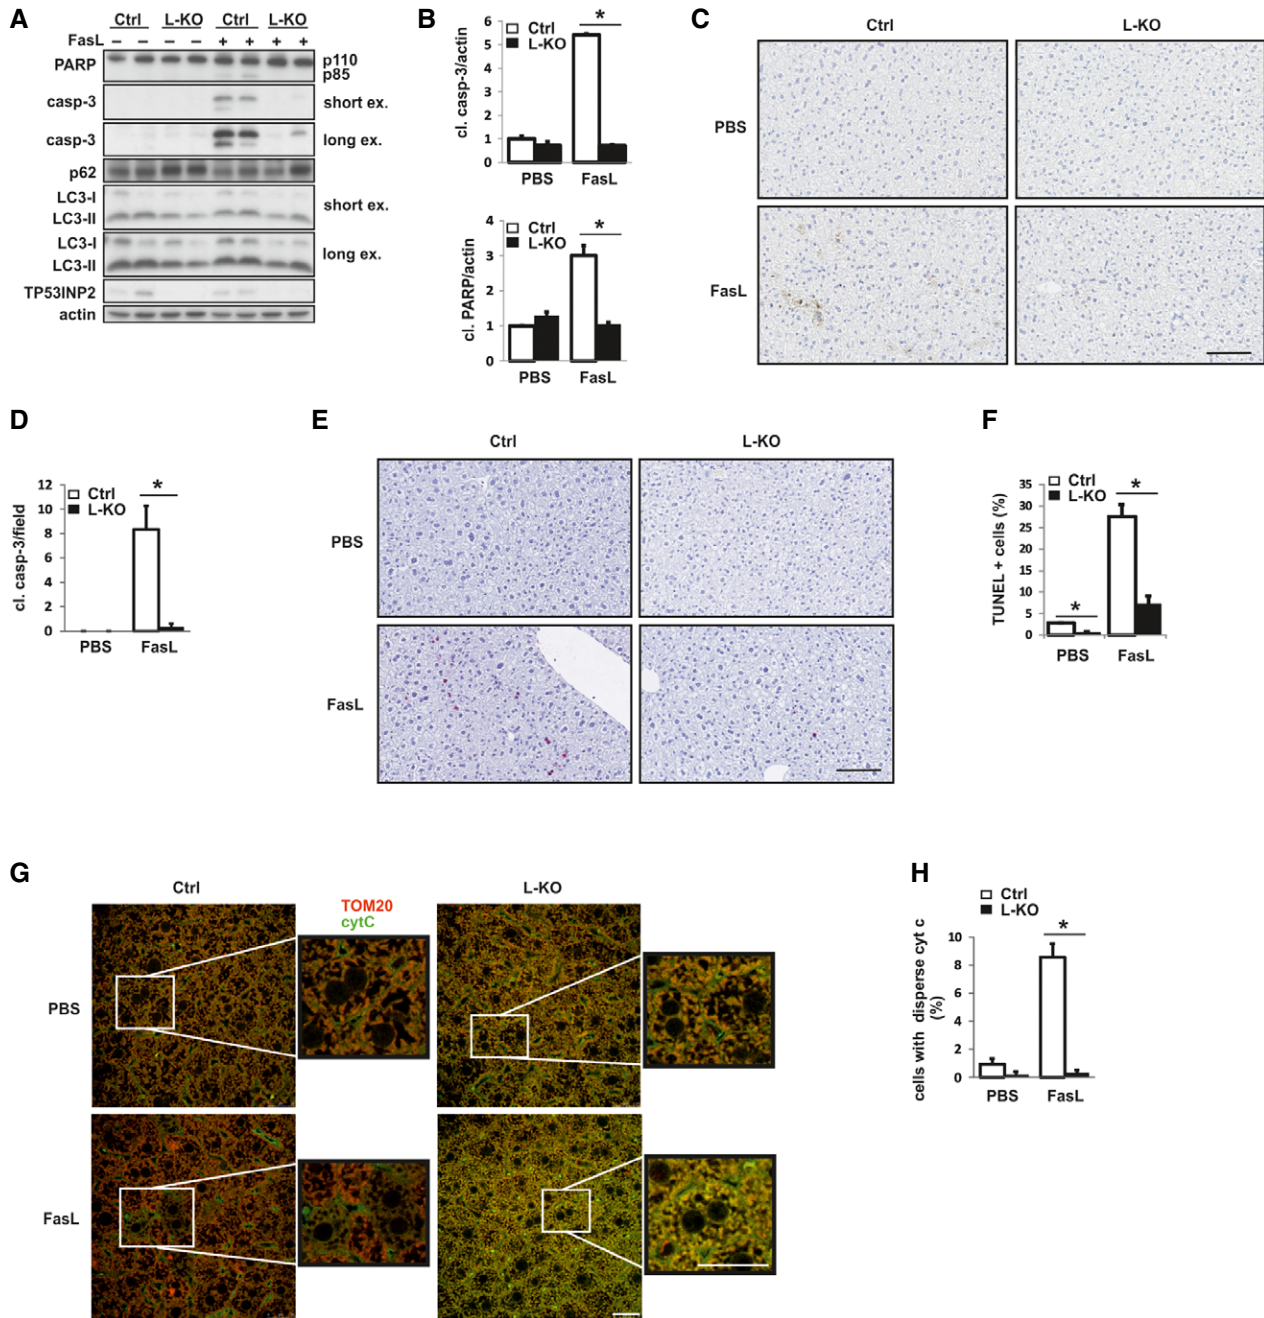 A
Ctrl L-KO Ctrl L-KO
FasL – – – – + + + +
PARP p110
p85
casp-3 short ex.
casp-3 long ex.
p62
LC3-I
LC3-II short ex.
LC3-I
LC3-II long ex.
TP53INP2
actin
B
cl. casp-3/actin
6
5
4
3
2
1
0
Ctrl
L-KO
*
PBS FasL
cl. PARP/actin
4
3
2
1
0
Ctrl
L-KO
*
PBS FasL
C
Ctrl L-KO
PBS
FasL
D
cl. casp-3/field
12
10
8
6
4
2
0
Ctrl
L-KO
*
PBS FasL
E
Ctrl L-KO
PBS
FasL
F
TUNEL + cells (%)
35
30
25
20
15
10
5
0
Ctrl
L-KO
*
*
PBS FasL
G
Ctrl L-KO
TOM20
cytC
PBS
FasL
H
Ctrl
L-KO
cells with disperse cyt c
(%)
10
8
6
4
2
0
*
PBS FasL